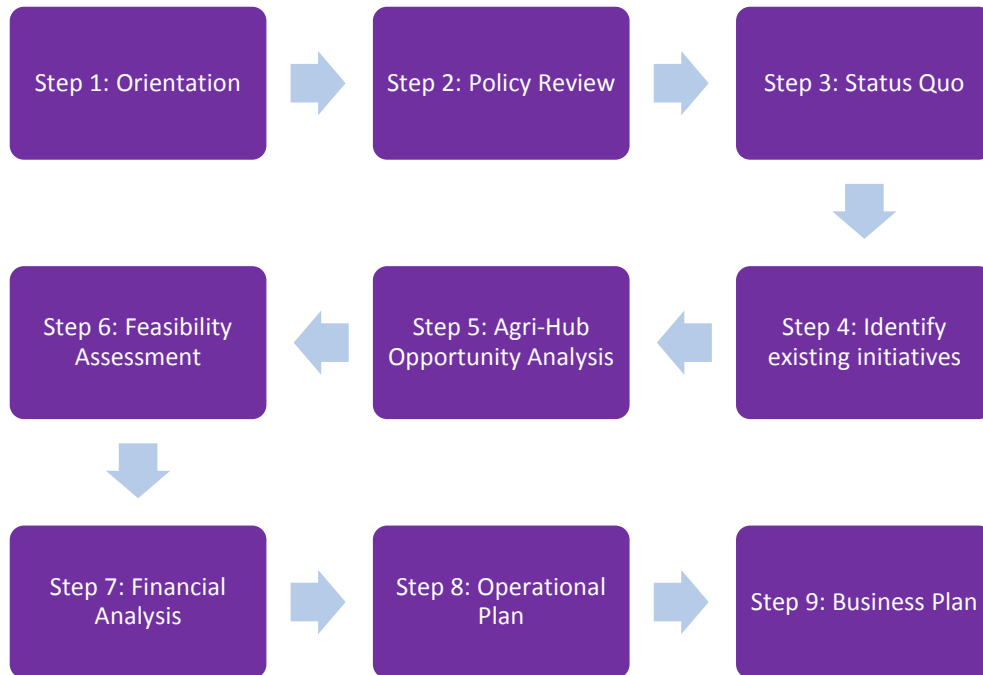 Step 1: Orientation
Step 2: Policy Review
Step 3: Status Quo
Step 4: Identify
existing initiatives
Step 5: Agri-Hub
Opportunity Analysis
Step 6: Feasibility
Assessment
Step 7: Financial
Analysis
Step 8: Operational
Plan
Step 9: Business Plan